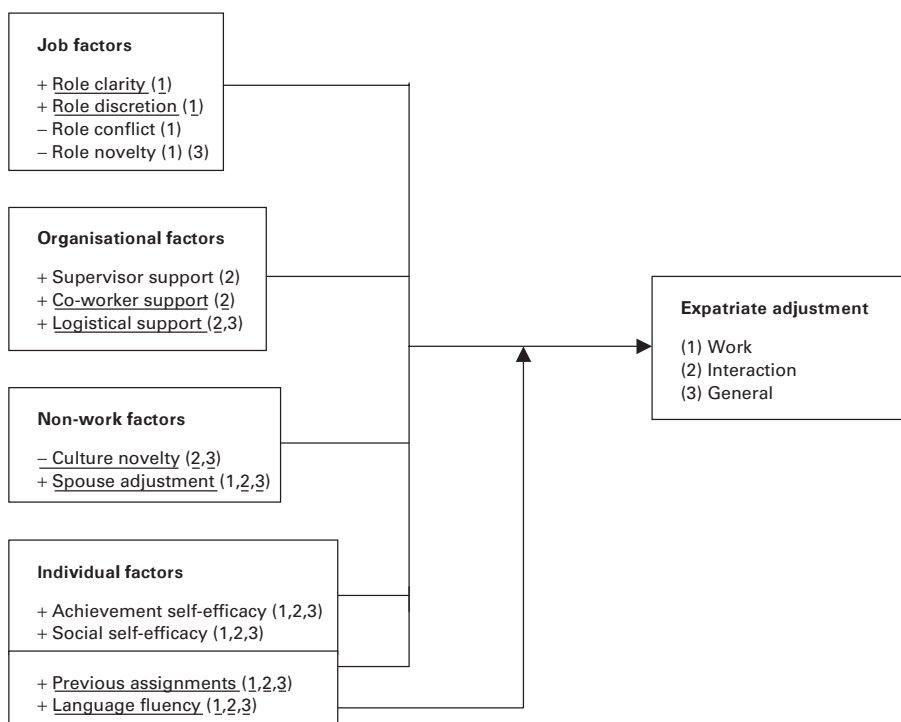 Job factors
+ Role clarity (1)
+ Role discretion (1)
– Role conflict (1)
– Role novelty (1) (3)
Organisational factors
+ Supervisor support (2)
+ Co-worker support (2)
+ Logistical support (2,3)
Non-work factors
– Culture novelty (2,3)
+ Spouse adjustment (1,2,3)
Individual factors
+ Achievement self-efficacy (1,2,3)
+ Social self-efficacy (1,2,3)
+ Previous assignments (1,2,3)
+ Language fluency (1,2,3)
Expatriate adjustment
(1) Work
(2) Interaction
(3) General